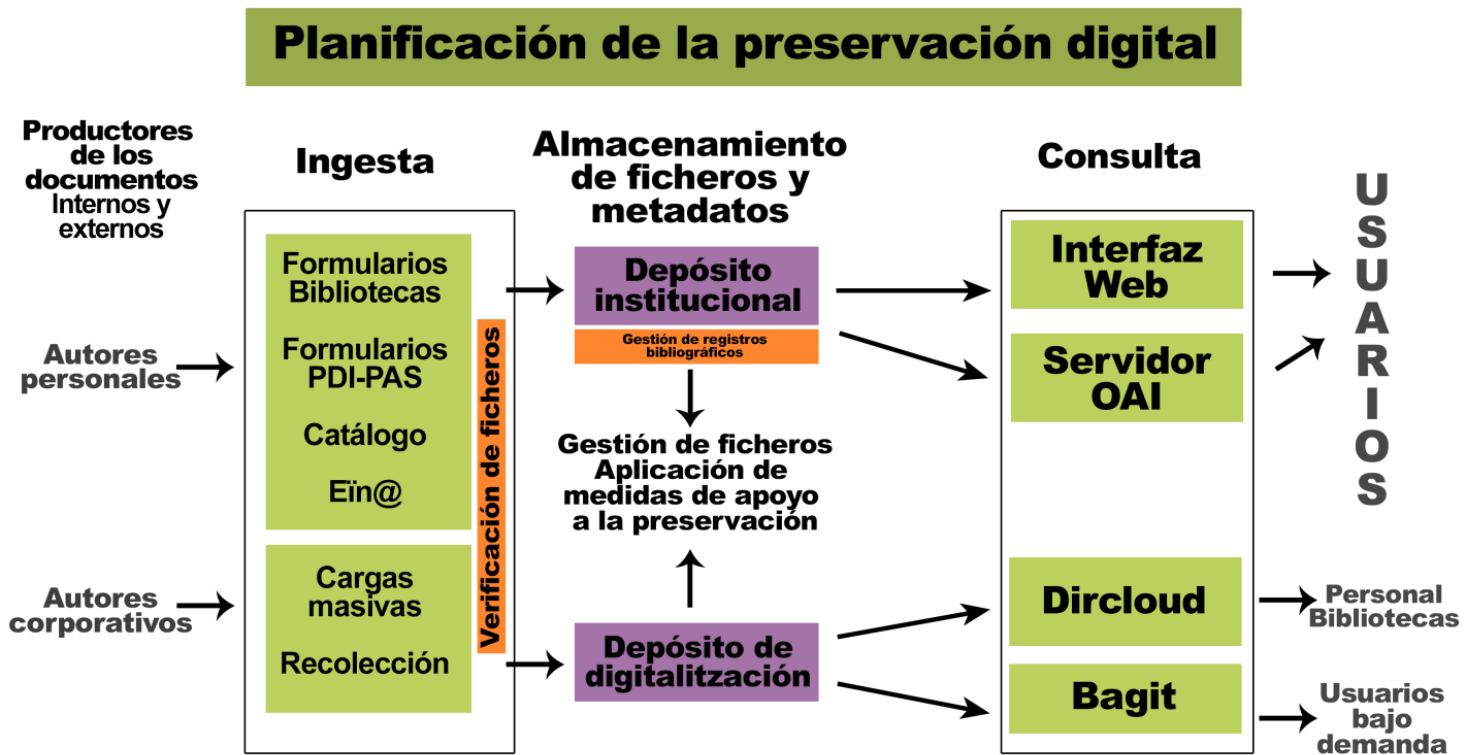 Planificación de la preservación digital
Productores
de los
documentos
Internos y
externos
Autores
personales
Autores
corporativos
Ingesta
Formularios
Bibliotecas
Formularios
PDI-PAS
Catálogo
Eïn@
Cargas
masivas
Recolección
Verificación de ficheros
Almacenamiento
de ficheros y
metadatos
Depósito
institucional
Gestión de registros
bibliográficos
Gestión de ficheros
Aplicación de
medidas de apoyo
a la preservación
Depósito de
digitalitzación
Consulta
Interfaz
Web
Servidor
OAI
Dircloud
Bagit
USUARIOS
Personal
Bibliotecas
Usuarios
bajo
demanda